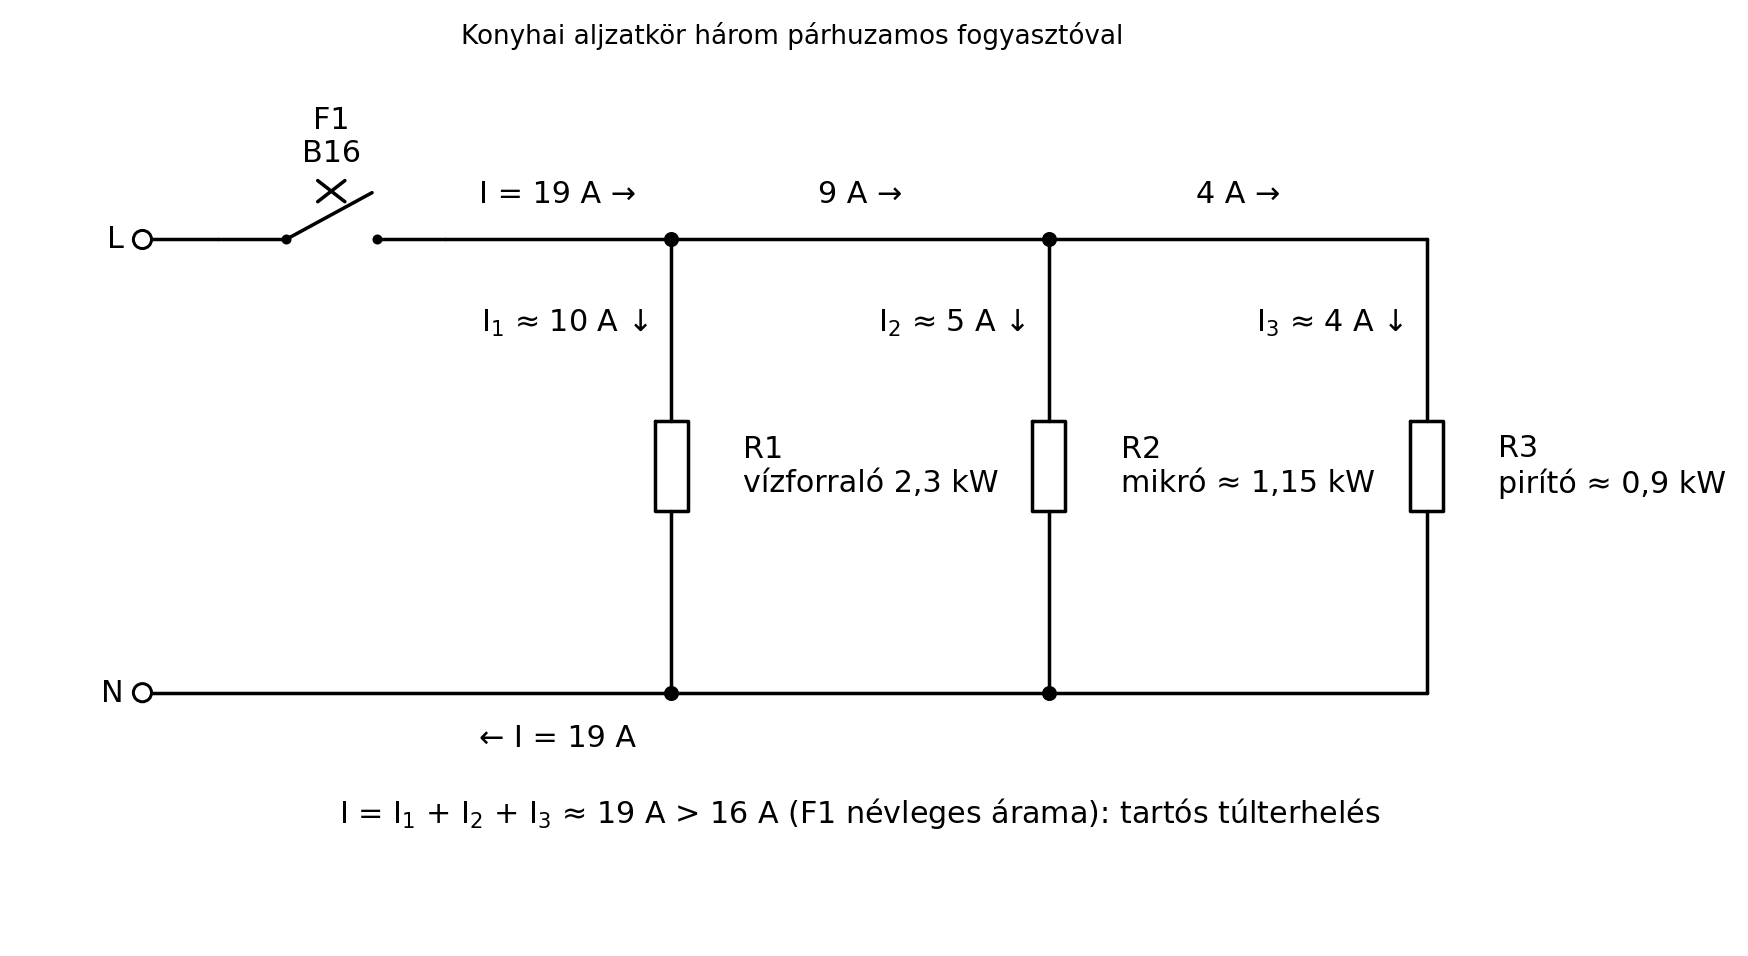 Konyhai aljzatkör három párhuzamos fogyasztóval
F1
B16
I = 19 A →
9 A →
4 A →
L
I₁ ≈ 10 A ↓
I₂ ≈ 5 A ↓
I₃ ≈ 4 A ↓
R1
vízforraló 2,3 kW
R2
mikró ≈ 1,15 kW
R3
pirító ≈ 0,9 kW
N
← I = 19 A
I = I₁ + I₂ + I₃ ≈ 19 A > 16 A (F1 névleges árama): tartós túlterhelés